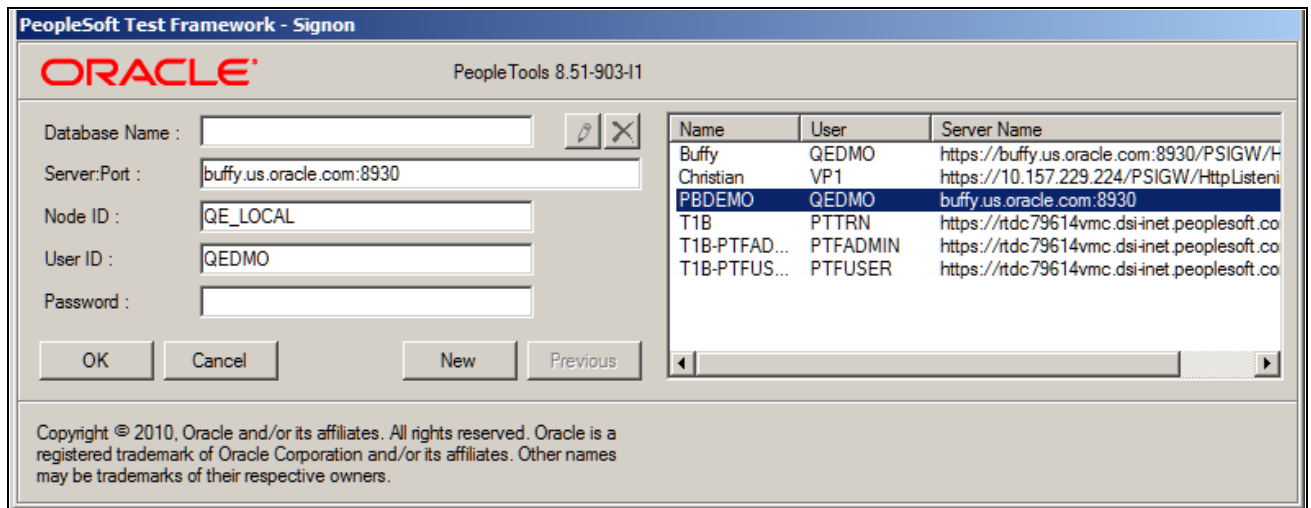 PeopleSoft Test Framework - Signon
ORACLE PeopleTools 8.51-903-I1
Database Name :
Server:Port : buffy.us.oracle.com:8930
Node ID : QE_LOCAL
User ID : QEDMO
Password :
OK Cancel New Previous
Name User Server Name
Buffy QEDMO https://buffy.us.oracle.com:8930/PSIGW/H
Christian VP1 https://10.157.229.224/PSIGW/HttpListeni
PBDEMO QEDMO buffy.us.oracle.com:8930
T1B PTTRN https://rtdc79614vmc.dsi-inet.peoplesoft.co
T1B-PTFAD... PTFADMIN https://rtdc79614vmc.dsi-inet.peoplesoft.co
T1B-PTFUS... PTFUSER https://rtdc79614vmc.dsi-inet.peoplesoft.co
Copyright © 2010, Oracle and/or its affiliates. All rights reserved. Oracle is a
registered trademark of Oracle Corporation and/or its affiliates. Other names
may be trademarks of their respective owners.